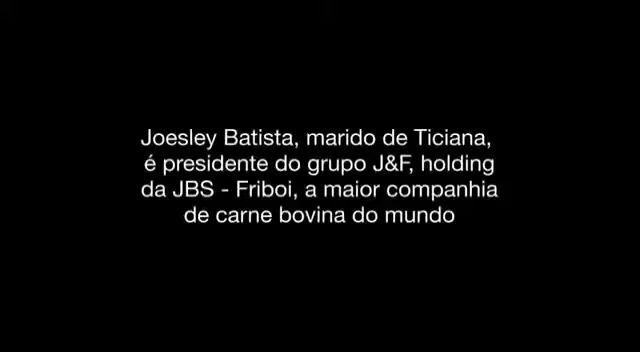 Joesley Batista, marido de Ticiana,
é presidente do grupo J&F, holding
da JBS - Friboi, a maior companhia
de carne bovina do mundo